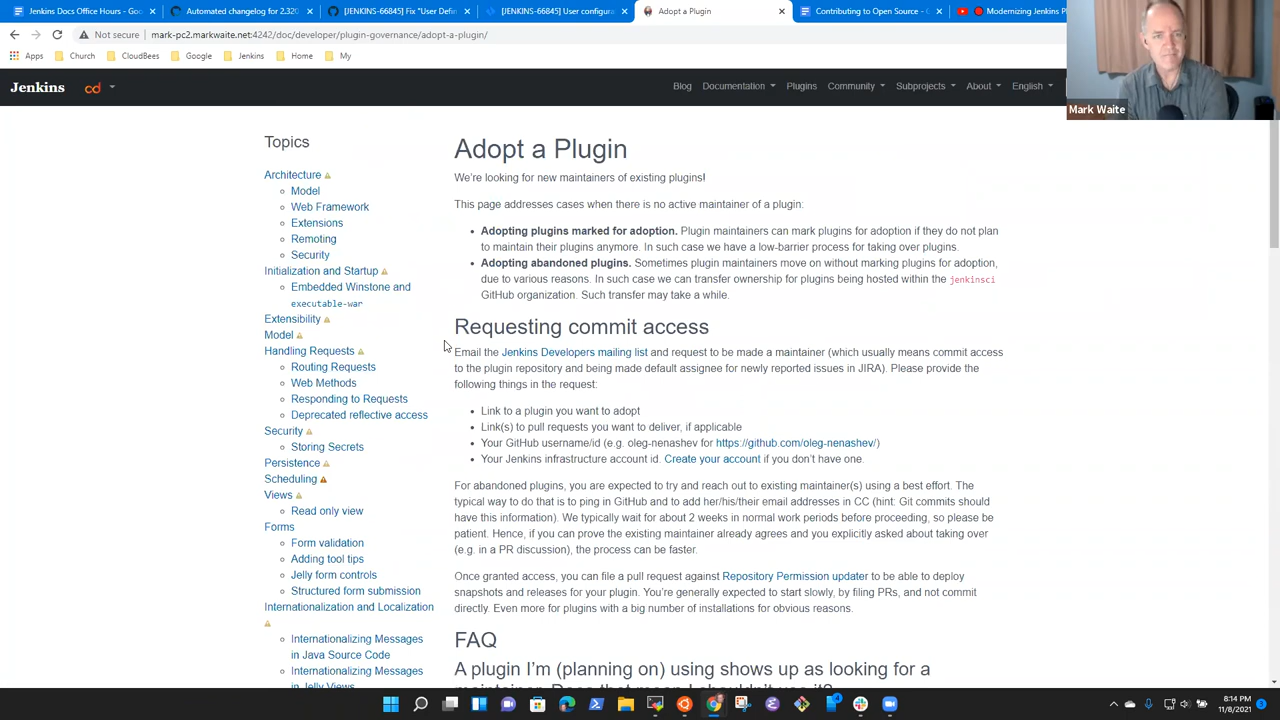 Jenkins Docs Office Hours - Goo
Automated changelog for 2.320
[JENKINS-66845] Fix "User Defin
[JENKINS-66845] User configura
Adopt a Plugin
Contributing to Open Source - G
Modernizing Jenkins P
Not secure | mark-pc2.markwaite.net:4242/doc/developer/plugin-governance/adopt-a-plugin/
Apps Church CloudBees Google Jenkins Home My
Mark Waite
Jenkins cd Blog Documentation Plugins Community Subprojects About English
Topics
Architecture
Model
Web Framework
Extensions
Remoting
Security
Initialization and Startup
Embedded Winstone and
executable-war
Extensibility
Model
Handling Requests
Routing Requests
Web Methods
Responding to Requests
Deprecated reflective access
Security
Storing Secrets
Persistence
Scheduling
Views
Read only view
Forms
Form validation
Adding tool tips
Jelly form controls
Structured form submission
Internationalization and Localization
Internationalizing Messages
in Java Source Code
Internationalizing Messages
in Jelly Views
Adopt a Plugin
We're looking for new maintainers of existing plugins!
This page addresses cases when there is no active maintainer of a plugin:
Adopting plugins marked for adoption. Plugin maintainers can mark plugins for adoption if they do not plan
to maintain their plugins anymore. In such case we have a low-barrier process for taking over plugins.
Adopting abandoned plugins. Sometimes plugin maintainers move on without marking plugins for adoption,
due to various reasons. In such case we can transfer ownership for plugins being hosted within the jenkinsci
GitHub organization. Such transfer may take a while.
Requesting commit access
Email the Jenkins Developers mailing list and request to be made a maintainer (which usually means commit access
to the plugin repository and being made default assignee for newly reported issues in JIRA). Please provide the
following things in the request:
Link to a plugin you want to adopt
Link(s) to pull requests you want to deliver, if applicable
Your GitHub username/id (e.g. oleg-nenashev for https://github.com/oleg-nenashev/)
Your Jenkins infrastructure account id. Create your account if you don't have one.
For abandoned plugins, you are expected to try and reach out to existing maintainer(s) using a best effort. The
typical way to do that is to ping in GitHub and to add her/his/their email addresses in CC (hint: Git commits should
have this information). We typically wait for about 2 weeks in normal work periods before proceeding, so please be
patient. Hence, if you can prove the existing maintainer already agrees and you explicitly asked about taking over
(e.g. in a PR discussion), the process can be faster.
Once granted access, you can file a pull request against Repository Permission updater to be able to deploy
snapshots and releases for your plugin. You're generally expected to start slowly, by filing PRs, and not commit
directly. Even more for plugins with a big number of installations for obvious reasons.
FAQ
A plugin I'm (planning on) using shows up as looking for a
maintainer. Does that mean I shouldn't use it?
8:14 PM
11/8/2021